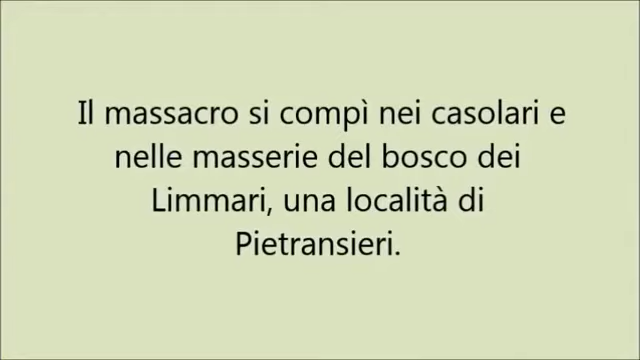 Il massacro si compì nei casolari e
nelle masserie del bosco dei
Limmari, una località di
Pietransieri.